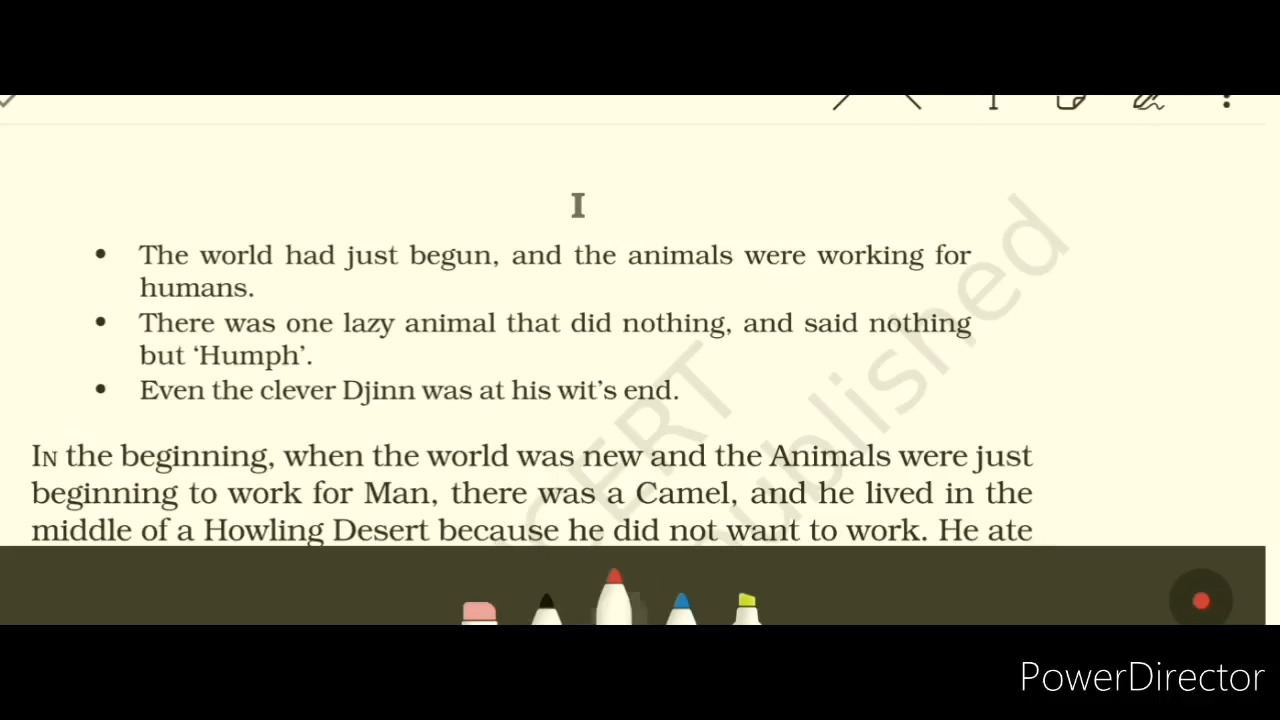 I
• The world had just begun, and the animals were working for
humans.
• There was one lazy animal that did nothing, and said nothing
but ‘Humph’.
• Even the clever Djinn was at his wit’s end.
IN the beginning, when the world was new and the Animals were just
beginning to work for Man, there was a Camel, and he lived in the
middle of a Howling Desert because he did not want to work. He ate
PowerDirector